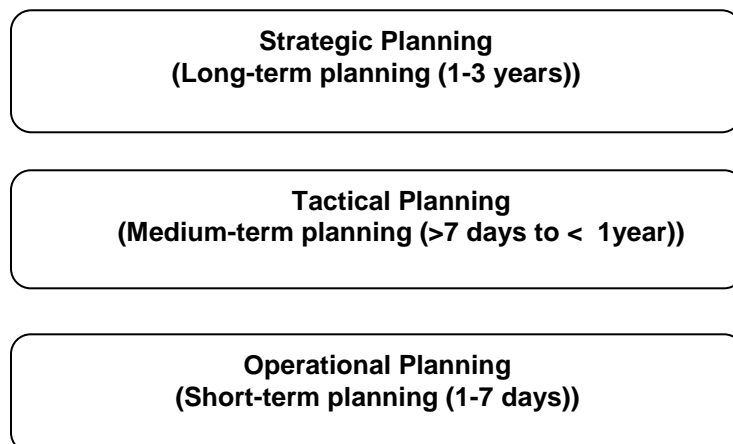 Strategic Planning
(Long-term planning (1-3 years))
Tactical Planning
(Medium-term planning (>7 days to < 1year))
Operational Planning
(Short-term planning (1-7 days))